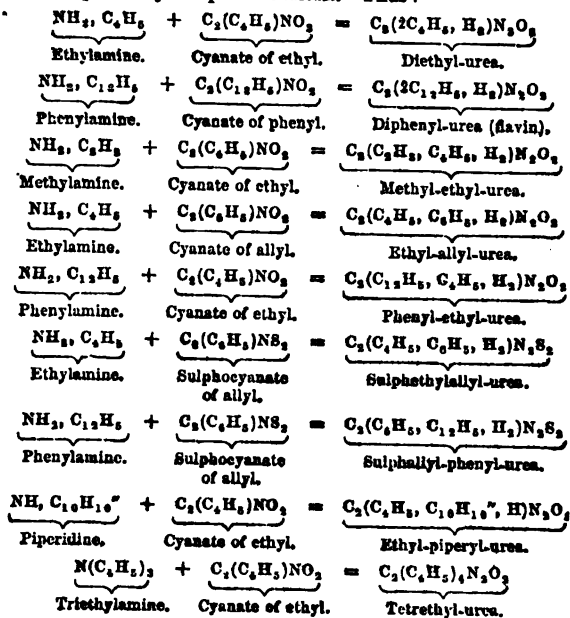 NH₂, C₄H₅ + C₂(C₄H₅)NO₂ = C₂(2C₄H₅, H₂)N₂O₂
Ethylamine. Cyanate of ethyl. Diethyl-urea.
NH₂, C₁₂H₅ + C₂(C₁₂H₅)NO₂ = C₂(2C₁₂H₅, H₂)N₂O₂
Phenylamine. Cyanate of phenyl. Diphenyl-urea (flavin).
NH₂, C₂H₃ + C₂(C₄H₅)NO₂ = C₂(C₂H₃, C₄H₅, H₂)N₂O₂
Methylamine. Cyanate of ethyl. Methyl-ethyl-urea.
NH₂, C₄H₅ + C₂(C₆H₅)NO₂ = C₂(C₄H₅, C₆H₅, H₂)N₂O₂
Ethylamine. Cyanate of allyl. Ethyl-allyl-urea.
NH₂, C₁₂H₅ + C₂(C₄H₅)NO₂ = C₂(C₁₂H₅, C₄H₅, H₂)N₂O₂
Phenylamine. Cyanate of ethyl. Phenyl-ethyl-urea.
NH₂, C₄H₅ + C₂(C₆H₅)NS₂ = C₂(C₄H₅, C₆H₅, H₂)N₂S₂
Ethylamine. Sulphocyanate Sulphethylallyl-urea.
of allyl.
NH₂, C₁₂H₅ + C₂(C₆H₅)NS₂ = C₂(C₆H₅, C₁₂H₅, H₂)N₂S₂
Phenylamine. Sulphocyanate Sulphallyl-phenyl-urea.
of allyl.
NH, C₁₀H₁₀″ + C₂(C₄H₅)NO₂ = C₂(C₄H₅, C₁₀H₁₀″, H)N₂O₂
Piperidine. Cyanate of ethyl. Ethyl-piperyl-urea.
N(C₄H₅)₃ + C₂(C₄H₅)NO₂ = C₂(C₄H₅)₄N₂O₂
Triethylamine. Cyanate of ethyl. Tetrethyl-urea.